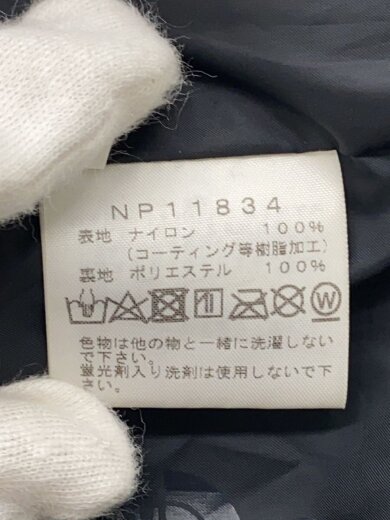 NP11834
表地 ナイロン 100%
(コーティング等樹脂加工)
裏地 ポリエステル 100%
W
色物は他の物と一緒に洗濯しない
で下さい。
蛍光剤入り洗剤は使用しないで下
さい。